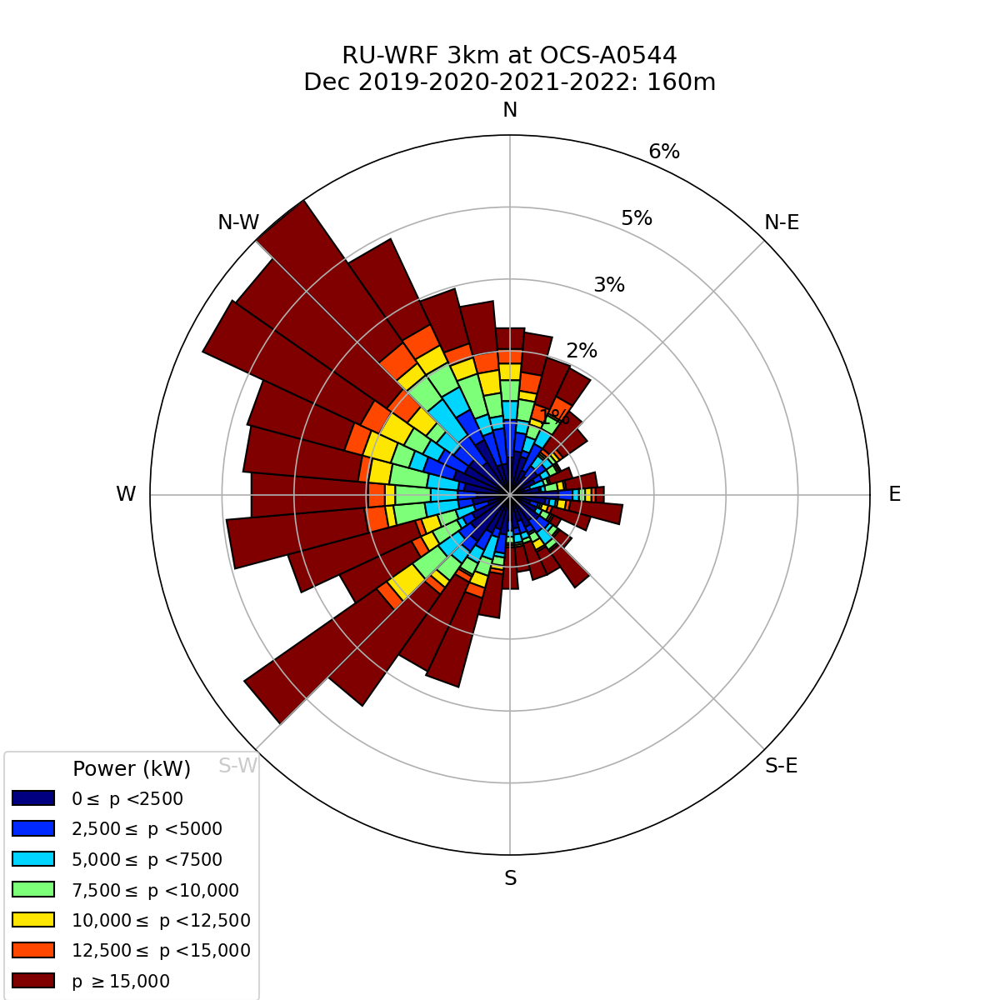 RU-WRF 3km at OCS-A0544
Dec 2019-2020-2021-2022: 160m
N
6%
N-W
5%
N-E
3%
2%
1%
W
E
S-W
S-E
S
Power (kW)
0≤ p <2500
2,500≤ p <5000
5,000≤ p <7500
7,500≤ p <10,000
10,000≤ p <12,500
12,500≤ p <15,000
p ≥15,000